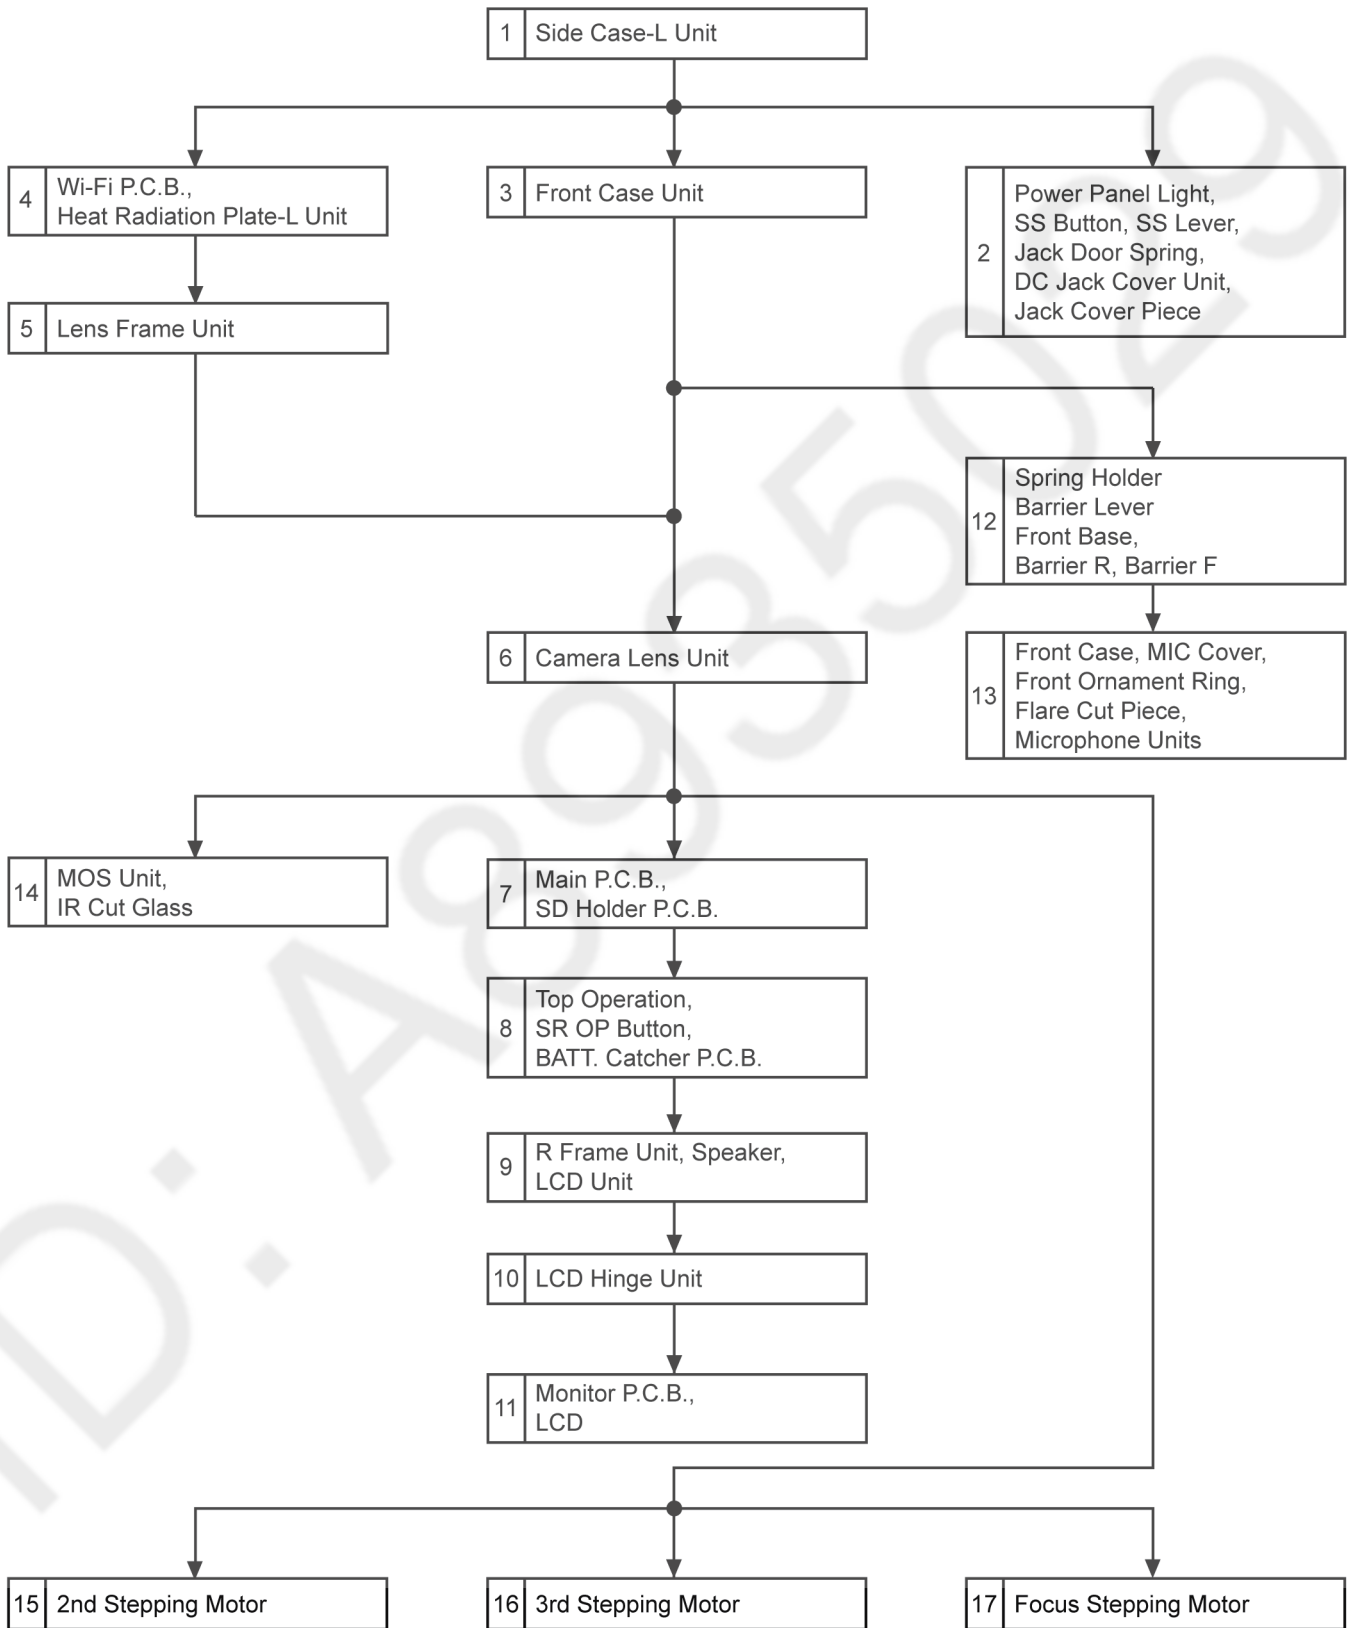 1 Side Case-L Unit
4 Wi-Fi P.C.B.,
Heat Radiation Plate-L Unit
3 Front Case Unit
2 Power Panel Light,
SS Button, SS Lever,
Jack Door Spring,
DC Jack Cover Unit,
Jack Cover Piece
5 Lens Frame Unit
12 Spring Holder
Barrier Lever
Front Base,
Barrier R, Barrier F
6 Camera Lens Unit
13 Front Case, MIC Cover,
Front Ornament Ring,
Flare Cut Piece,
Microphone Units
14 MOS Unit,
IR Cut Glass
7 Main P.C.B.,
SD Holder P.C.B.
8 Top Operation,
SR OP Button,
BATT. Catcher P.C.B.
9 R Frame Unit, Speaker,
LCD Unit
10 LCD Hinge Unit
11 Monitor P.C.B.,
LCD
15 2nd Stepping Motor
16 3rd Stepping Motor
17 Focus Stepping Motor
ID: A8935029